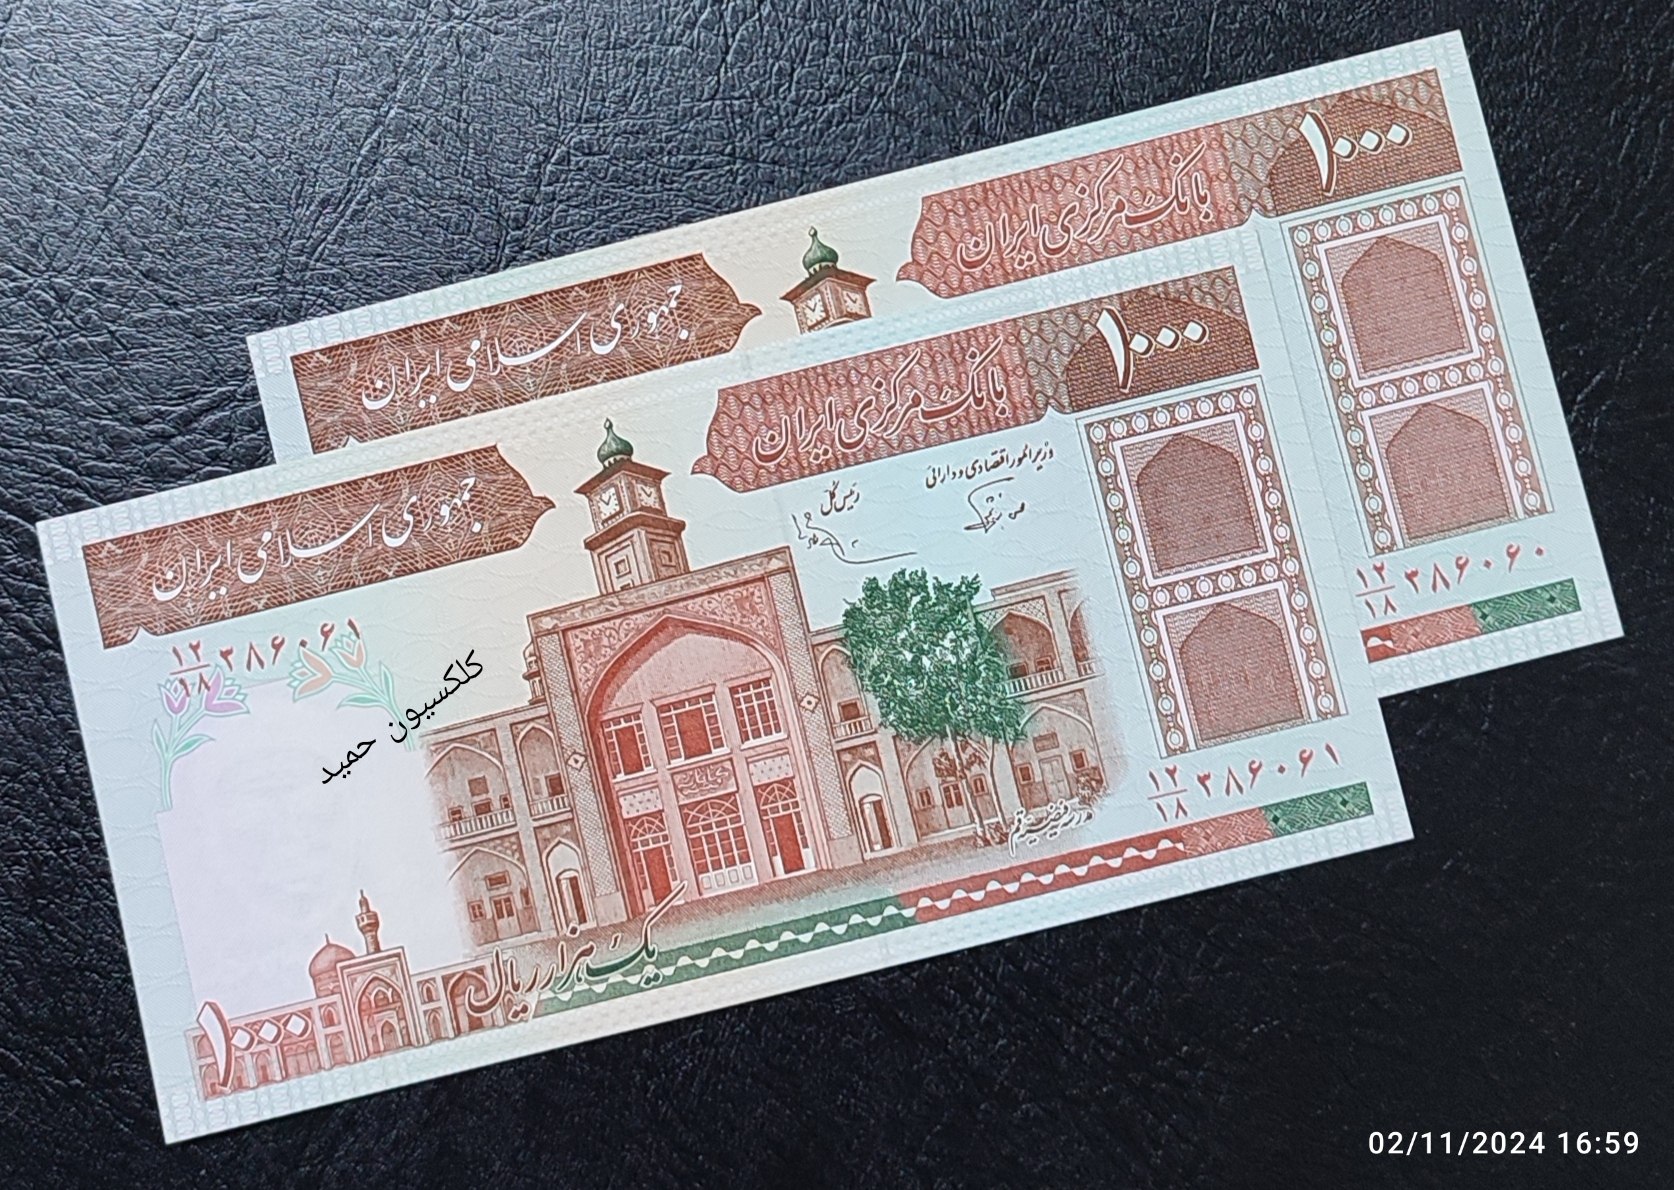 ۱۰۰۰
بانک مرکزی ایران
جمهوری اسلامی ایران
۱۲/۱۸ ۳۸۶۰۶۰
۱۰۰۰
بانک مرکزی ایران
جمهوری اسلامی ایران
وزیر امور اقتصادی و دارائی
رئیس کل
۱۲/۱۸ ۳۸۶۰۶۱
کلکسیون حمید
۱۲/۱۸ ۳۸۶۰۶۱
مدرسه فیضیه قم
یک هزار ریال
۱۰۰۰
02/11/2024 16:59